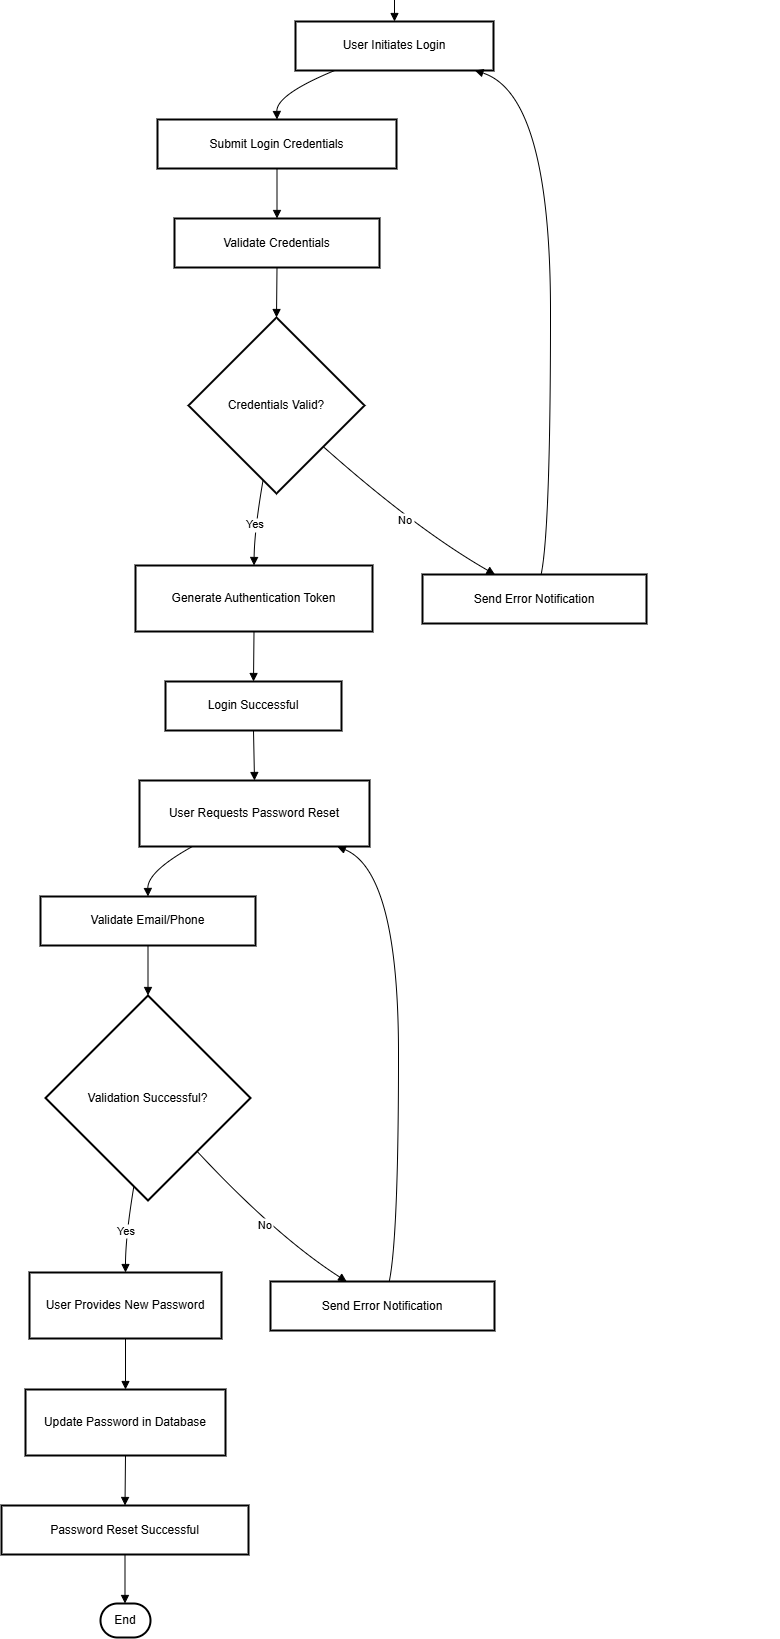 User Initiates Login
Submit Login Credentials
Validate Credentials
Credentials Valid?
Yes
No
Generate Authentication Token
Send Error Notification
Login Successful
User Requests Password Reset
Validate Email/Phone
Validation Successful?
Yes
No
User Provides New Password
Send Error Notification
Update Password in Database
Password Reset Successful
End